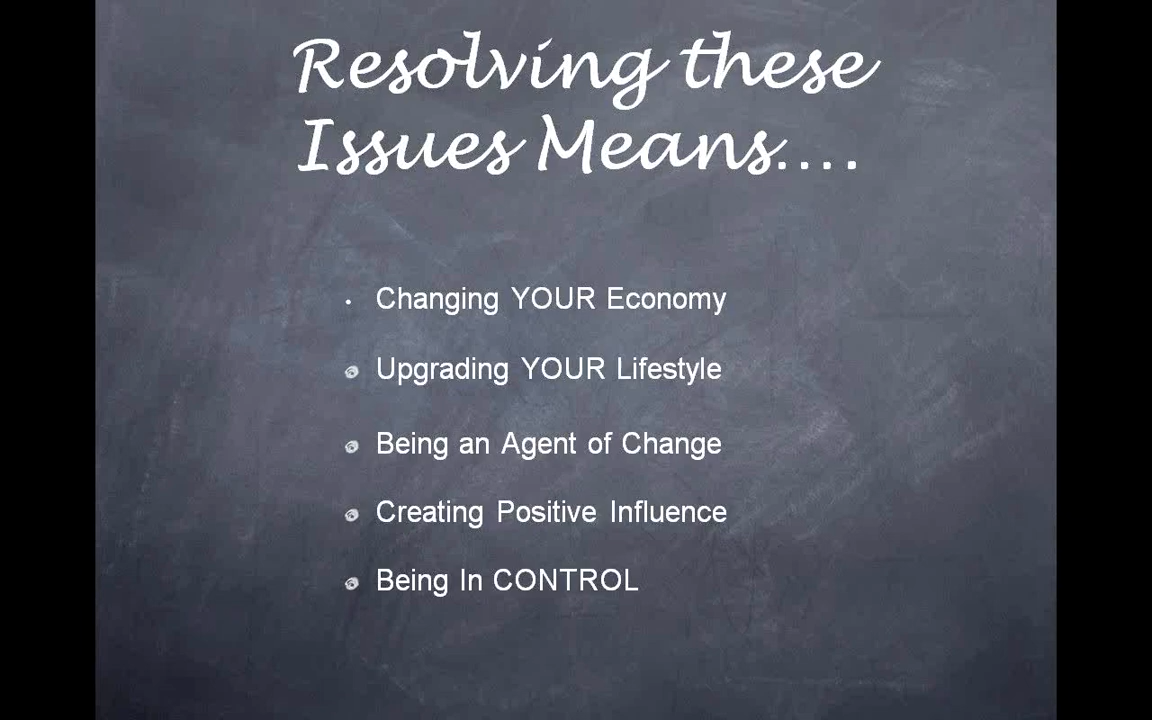 Resolving these
Issues Means....
• Changing YOUR Economy
Upgrading YOUR Lifestyle
Being an Agent of Change
Creating Positive Influence
Being In CONTROL